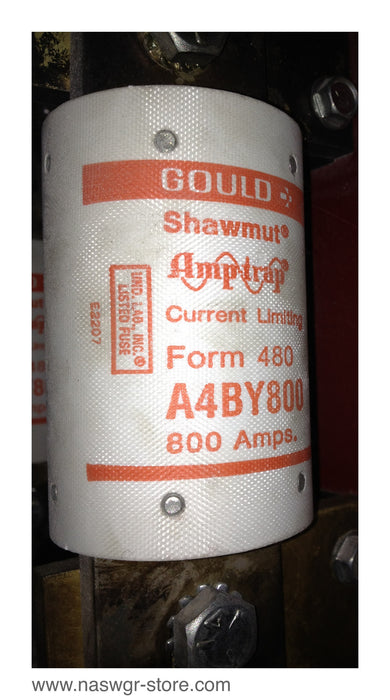 GOULD
Shawmut®
Amp-trap®
Current Limiting
Form 480
A4BY800
800 Amps.
UND. LAB., INC.®
LISTED FUSE
E2207
www.naswgr-store.com